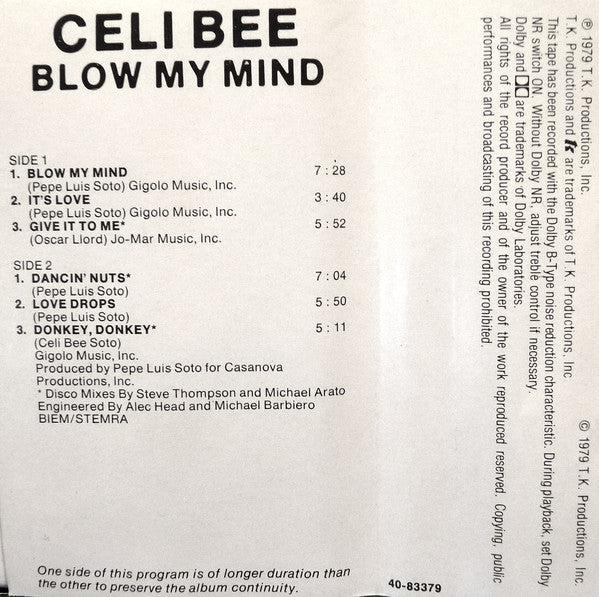 CELI BEE
BLOW MY MIND
SIDE 1
1. BLOW MY MIND 7 : 28
(Pepe Luis Soto) Gigolo Music, Inc.
2. IT'S LOVE 3 : 40
(Pepe Luis Soto) Gigolo Music, Inc.
3. GIVE IT TO ME* 5 : 52
(Oscar Llord) Jo-Mar Music, Inc.
SIDE 2
1. DANCIN' NUTS* 7 : 04
(Pepe Luis Soto)
2. LOVE DROPS 5 : 50
(Pepe Luis Soto)
3. DONKEY, DONKEY* 5 : 11
(Celi Bee Soto)
Gigolo Music, Inc.
Produced by Pepe Luis Soto for Casanova
Productions, Inc.
* Disco Mixes By Steve Thompson and Michael Arato
Engineered By Alec Head and Michael Barbiero
BIEM/STEMRA
One side of this program is of longer duration than
the other to preserve the album continuity.
40-83379
℗ 1979 T.K. Productions, Inc. © 1979 T.K. Productions, Inc.
T.K. Productions and TK are trademarks of T.K. Productions, Inc
This tape has been recorded with the Dolby B-Type noise reduction characteristic. During playback, set Dolby
NR switch ON. Without Dolby NR, adjust treble control if necessary.
Dolby and are trademarks of Dolby Laboratories.
All rights of the record producer and of the owner of the work reproduced reserved. Copying, public
performances and broadcasting of this recording prohibited.